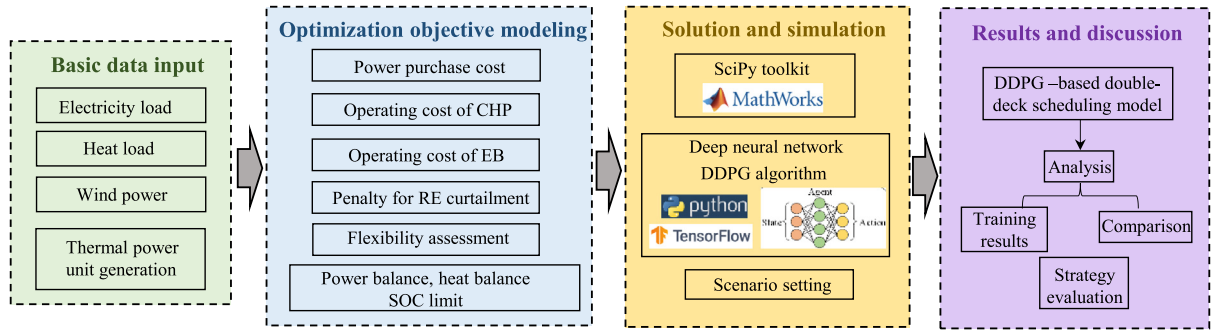 Basic data input
Electricity load
Heat load
Wind power
Thermal power
unit generation
Optimization objective modeling
Power purchase cost
Operating cost of CHP
Operating cost of EB
Penalty for RE curtailment
Flexibility assessment
Power balance, heat balance
SOC limit
Solution and simulation
SciPy toolkit
MathWorks
Deep neural network
DDPG algorithm
python
TensorFlow
Agent
State
Action
Scenario setting
Results and discussion
DDPG –based double-
deck scheduling model
Analysis
Training
results
Comparison
Strategy
evaluation